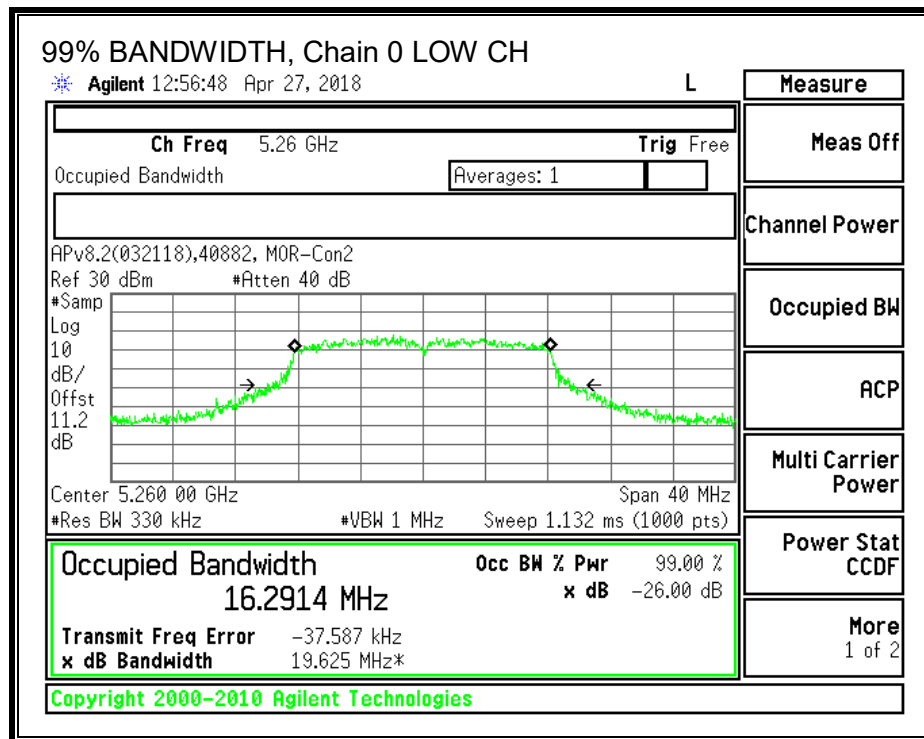 99% BANDWIDTH, Chain 0 LOW CH
Agilent 12:56:48 Apr 27, 2018 L
Measure
Ch Freq 5.26 GHz Trig Free
Occupied Bandwidth Averages: 1
Meas Off
Channel Power
Occupied BW
ACP
Multi Carrier
Power
Power Stat
CCDF
More
1 of 2
APv8.2(032118),40882, MOR-Con2
Ref 30 dBm #Atten 40 dB
#Samp
Log
10
dB/
Offst
11.2
dB
Center 5.260 00 GHz Span 40 MHz
#Res BW 330 kHz #VBW 1 MHz Sweep 1.132 ms (1000 pts)
Occupied Bandwidth Occ BW % Pwr 99.00 %
16.2914 MHz x dB -26.00 dB
Transmit Freq Error -37.587 kHz
x dB Bandwidth 19.625 MHz*
Copyright 2000-2010 Agilent Technologies